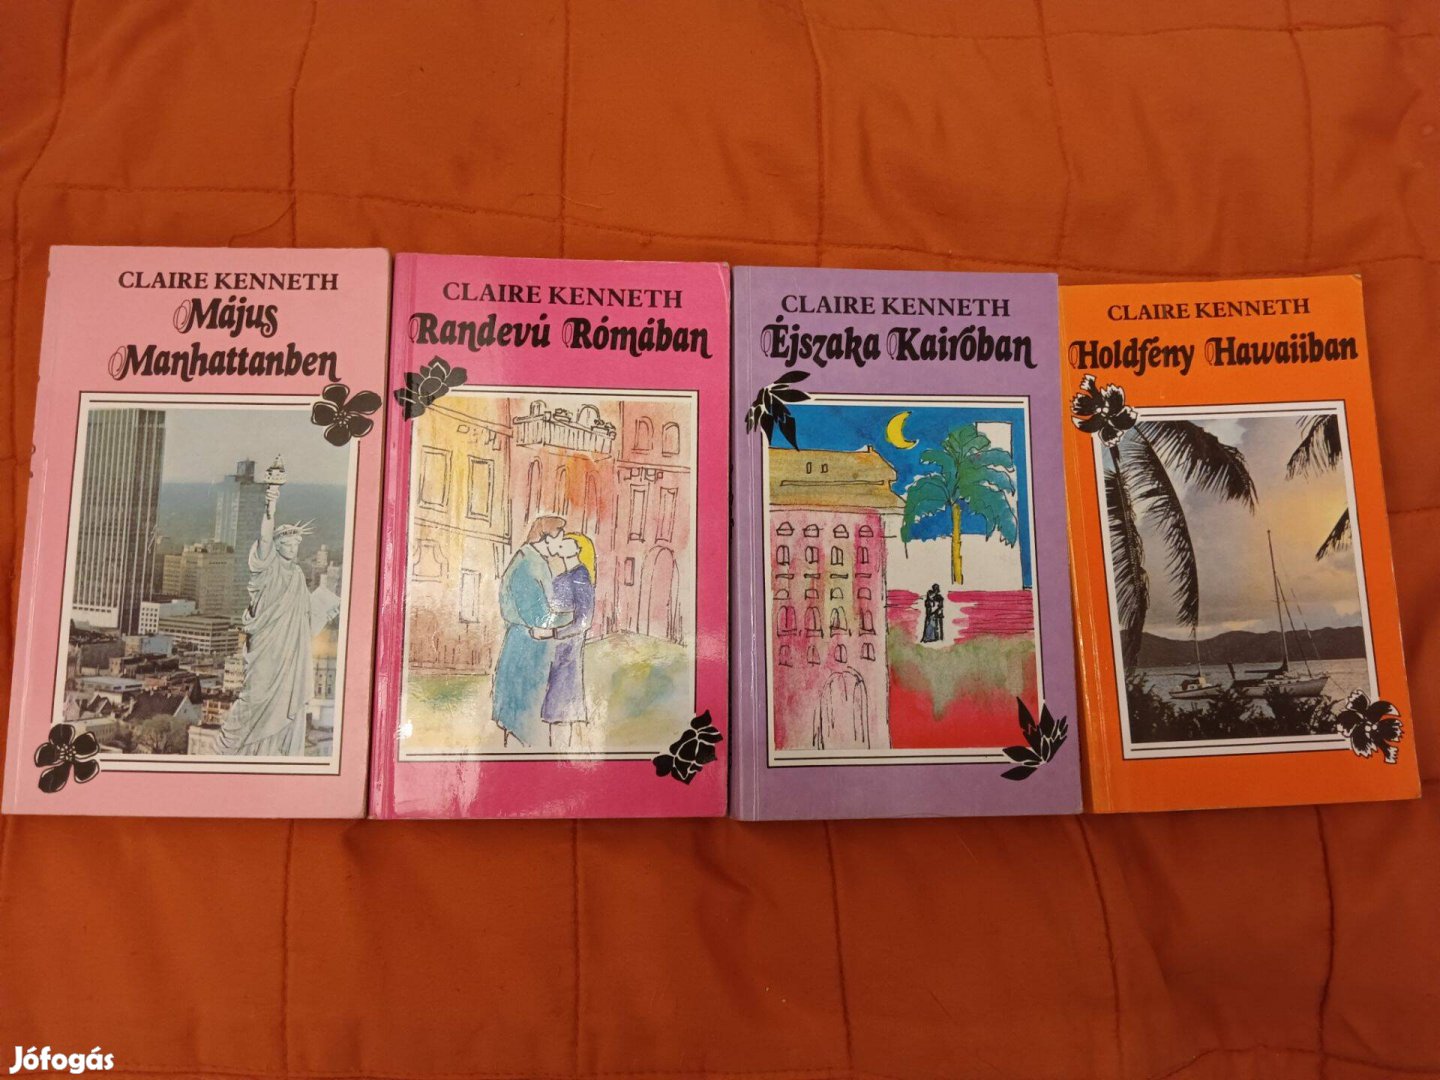 CLAIRE KENNETH
Május
Manhattanben
CLAIRE KENNETH
Randevú Rómában
CLAIRE KENNETH
Éjszaka Kairóban
CLAIRE KENNETH
Holdfény Hawaiiban
Jófogás